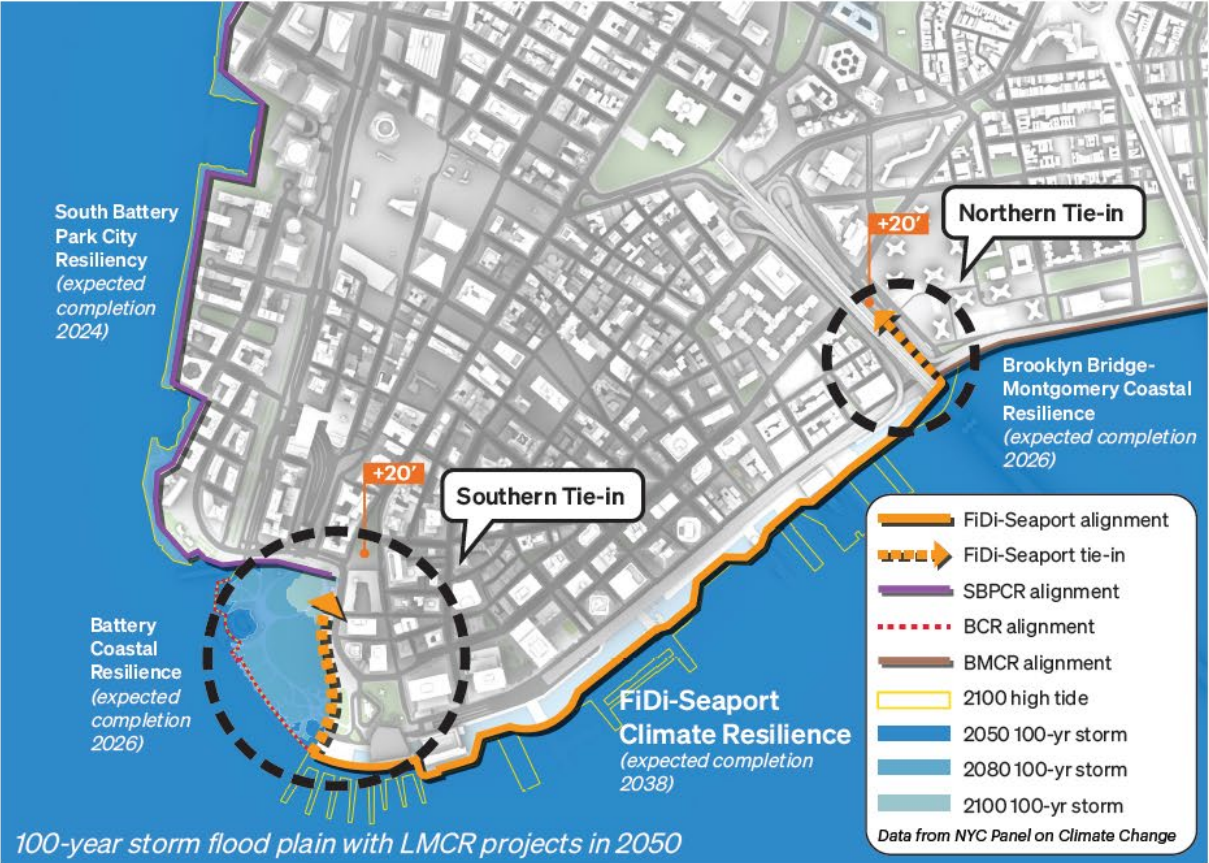 South Battery
Park City
Resiliency
(expected
completion
2024)
+20'
Northern Tie-in
Brooklyn Bridge-
Montgomery Coastal
Resilience
(expected completion
2026)
+20'
Southern Tie-in
Battery
Coastal
Resilience
(expected
completion
2026)
FiDi-Seaport
Climate Resilience
(expected completion
2038)
FiDi-Seaport alignment
FiDi-Seaport tie-in
SBPCR alignment
BCR alignment
BMCR alignment
2100 high tide
2050 100-yr storm
2080 100-yr storm
2100 100-yr storm
Data from NYC Panel on Climate Change
100-year storm flood plain with LMCR projects in 2050